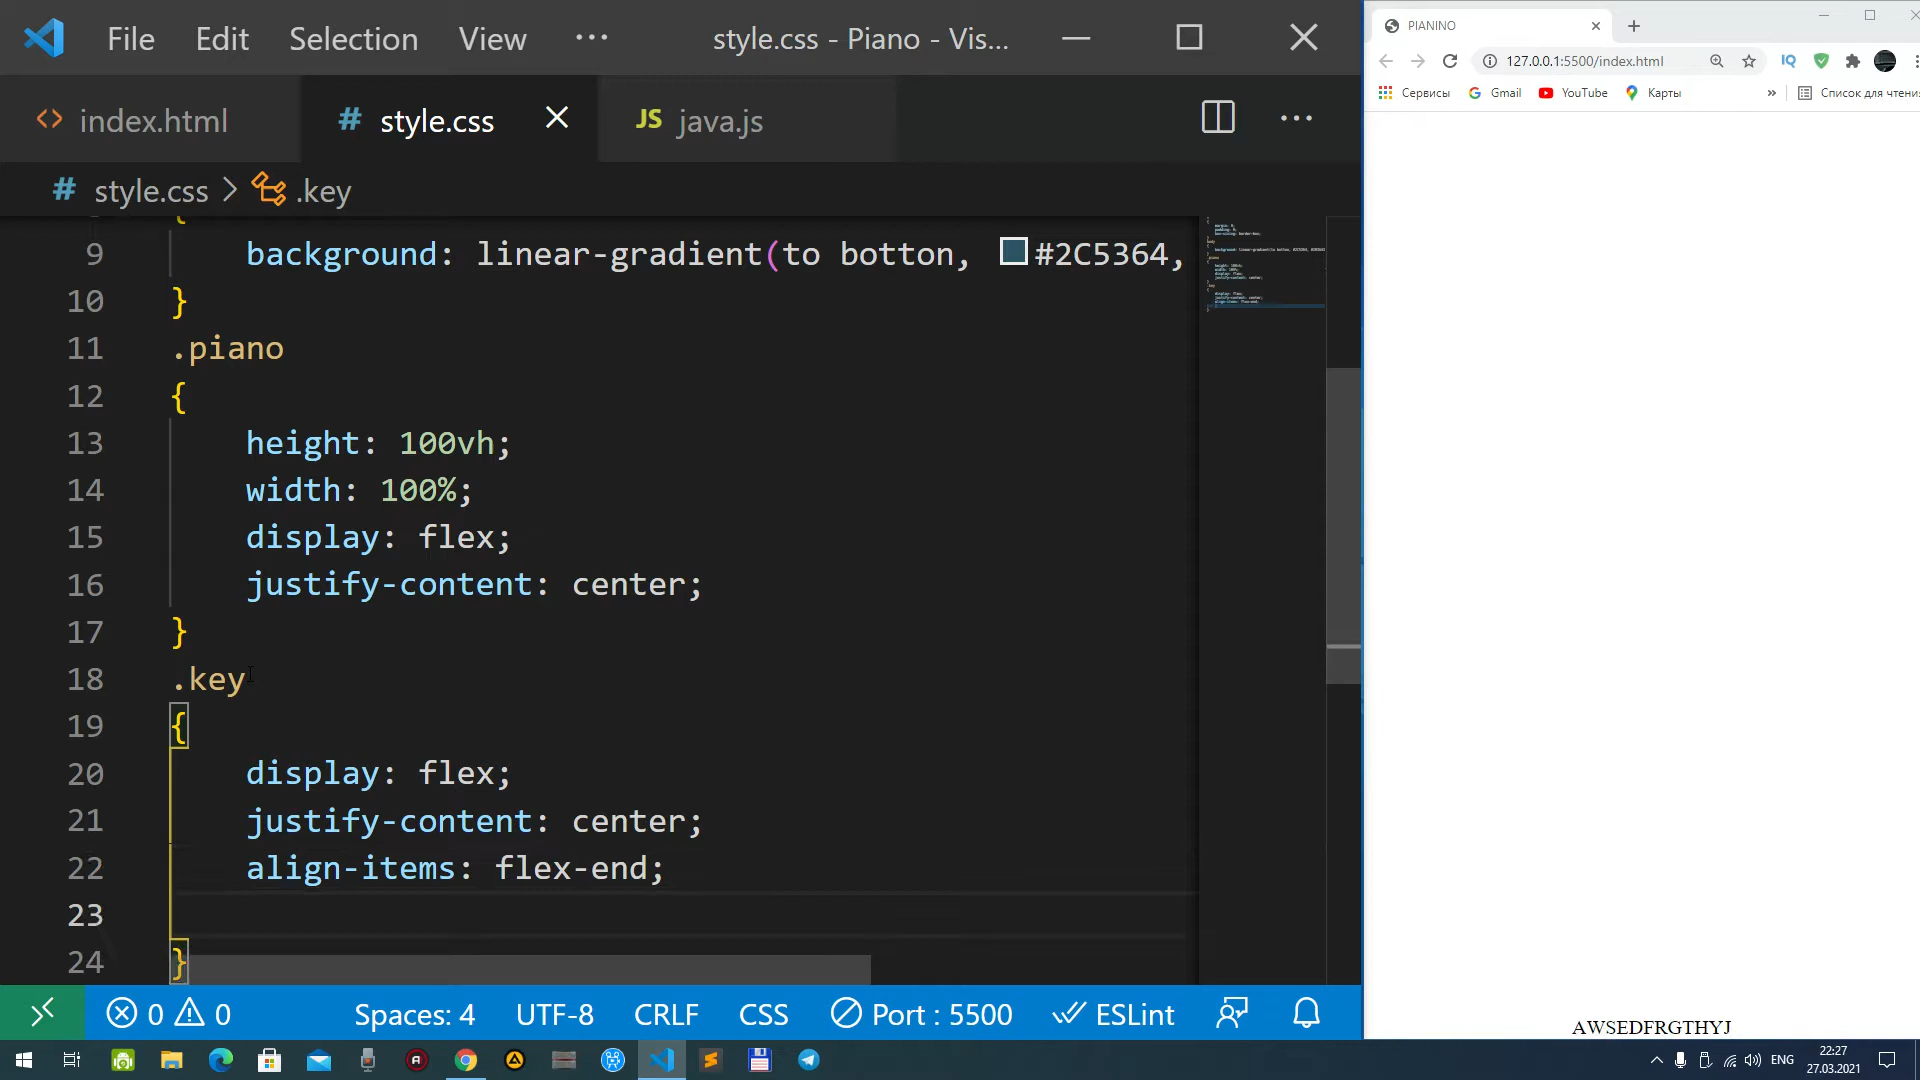 File Edit Selection View ··· style.css - Piano - Vis...
index.html # style.css JS java.js ···
# style.css > .key
{
9 background: linear-gradient(to botton, #2C5364,
10 }
11 .piano
12 {
13 height: 100vh;
14 width: 100%;
15 display: flex;
16 justify-content: center;
17 }
18 .key
19 {
20 display: flex;
21 justify-content: center;
22 align-items: flex-end;
23
24 }
0 0 Spaces: 4 UTF-8 CRLF CSS Port : 5500 ESLint
PIANINO
127.0.0.1:5500/index.html IQ
Сервисы Gmail YouTube Карты » Список для чтени
AWSEDFRGTHYJ
ENG 22:27
27.03.2021